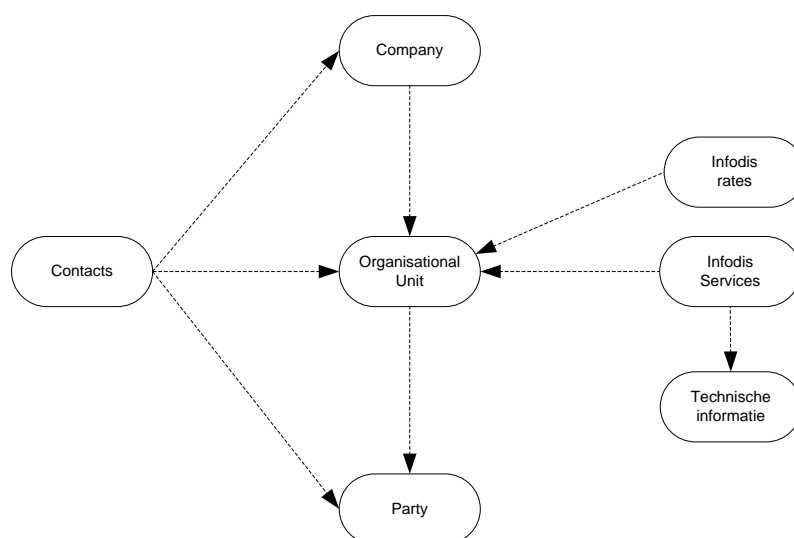 Company
Infodis
rates
Contacts
Organisational
Unit
Infodis
Services
Technische
informatie
Party